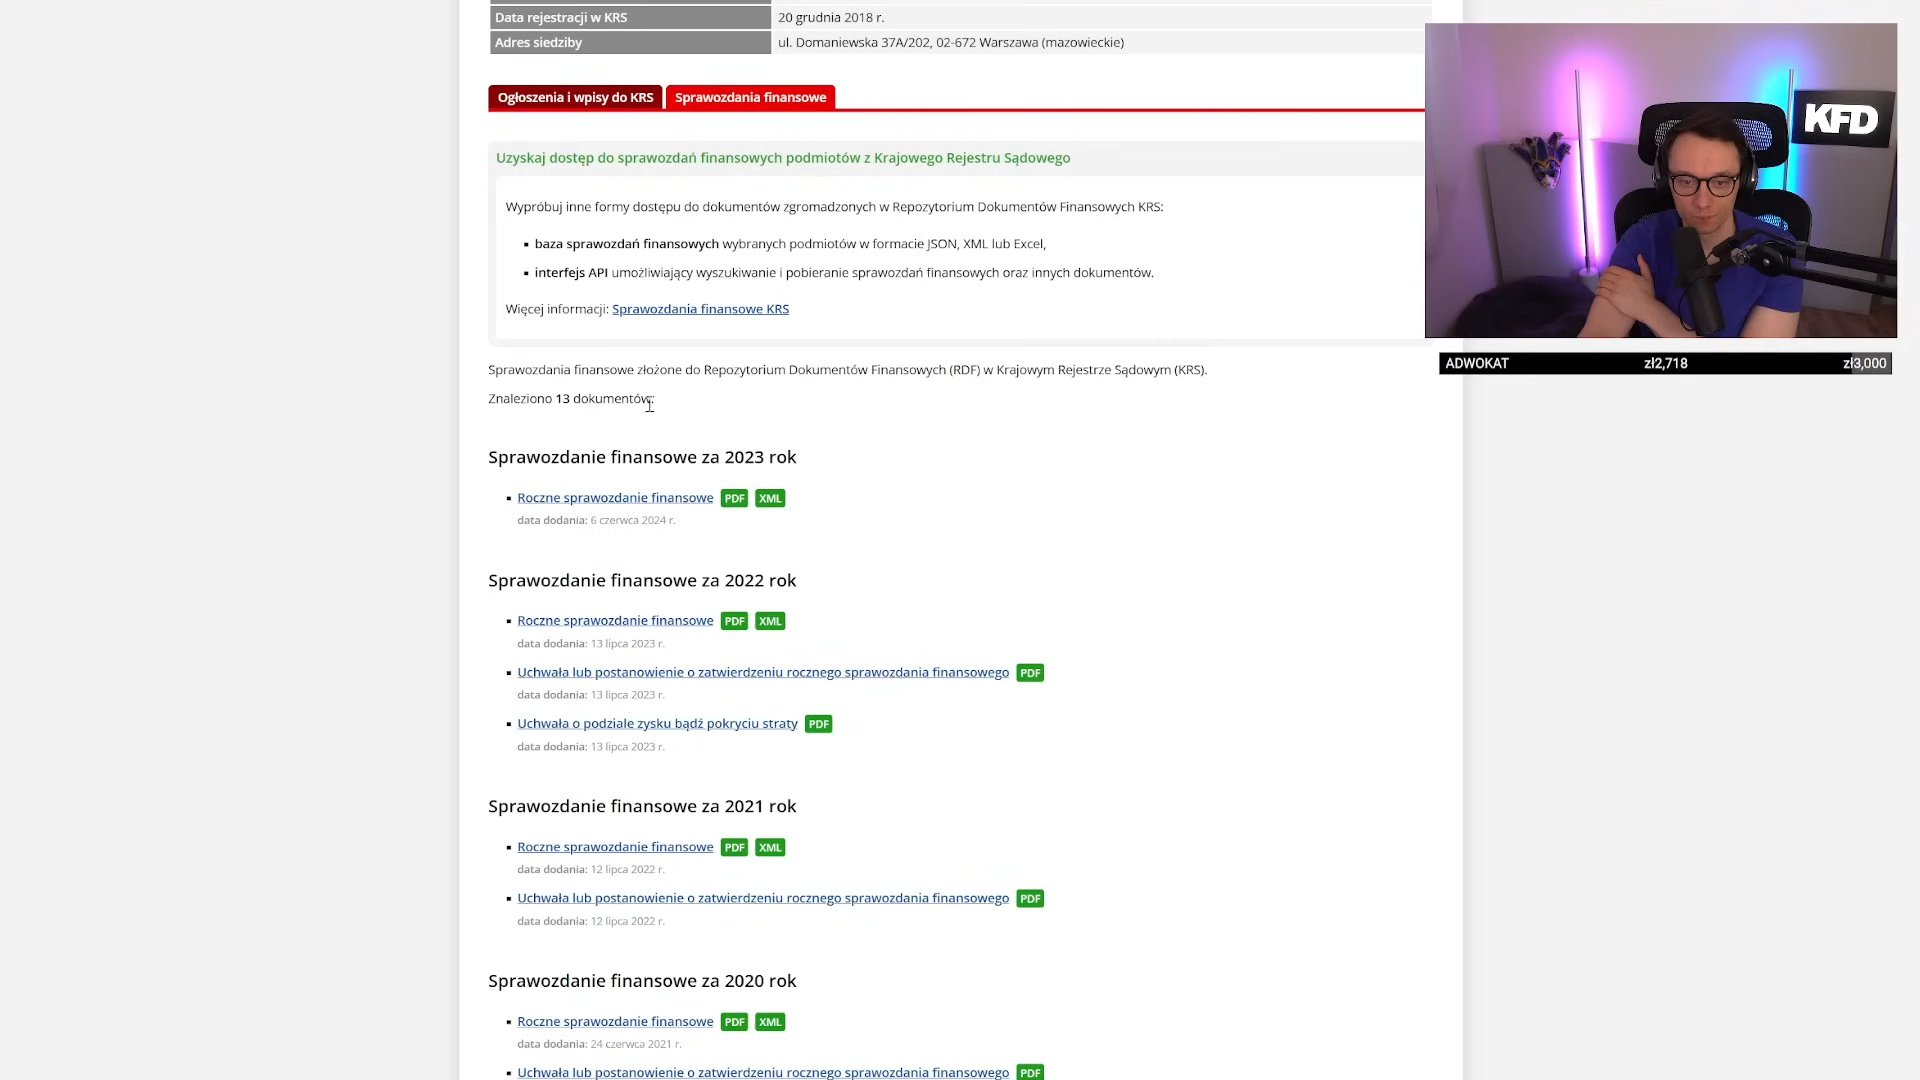 Data rejestracji w KRS 20 grudnia 2018 r.
Adres siedziby ul. Domaniewska 37A/202, 02-672 Warszawa (mazowieckie)
Ogłoszenia i wpisy do KRS Sprawozdania finansowe
KFD
Uzyskaj dostęp do sprawozdań finansowych podmiotów z Krajowego Rejestru Sądowego
Wypróbuj inne formy dostępu do dokumentów zgromadzonych w Repozytorium Dokumentów Finansowych KRS:
baza sprawozdań finansowych wybranych podmiotów w formacie JSON, XML lub Excel,
interfejs API umożliwiający wyszukiwanie i pobieranie sprawozdań finansowych oraz innych dokumentów.
Więcej informacji: Sprawozdania finansowe KRS
ADWOKAT zł2,718 zł3,000
Sprawozdania finansowe złożone do Repozytorium Dokumentów Finansowych (RDF) w Krajowym Rejestrze Sądowym (KRS).
Znaleziono 13 dokumentów:
Sprawozdanie finansowe za 2023 rok
Roczne sprawozdanie finansowe PDF XML
data dodania: 6 czerwca 2024 r.
Sprawozdanie finansowe za 2022 rok
Roczne sprawozdanie finansowe PDF XML
data dodania: 13 lipca 2023 r.
Uchwała lub postanowienie o zatwierdzeniu rocznego sprawozdania finansowego PDF
data dodania: 13 lipca 2023 r.
Uchwała o podziale zysku bądź pokryciu straty PDF
data dodania: 13 lipca 2023 r.
Sprawozdanie finansowe za 2021 rok
Roczne sprawozdanie finansowe PDF XML
data dodania: 12 lipca 2022 r.
Uchwała lub postanowienie o zatwierdzeniu rocznego sprawozdania finansowego PDF
data dodania: 12 lipca 2022 r.
Sprawozdanie finansowe za 2020 rok
Roczne sprawozdanie finansowe PDF XML
data dodania: 24 czerwca 2021 r.
Uchwała lub postanowienie o zatwierdzeniu rocznego sprawozdania finansowego PDF